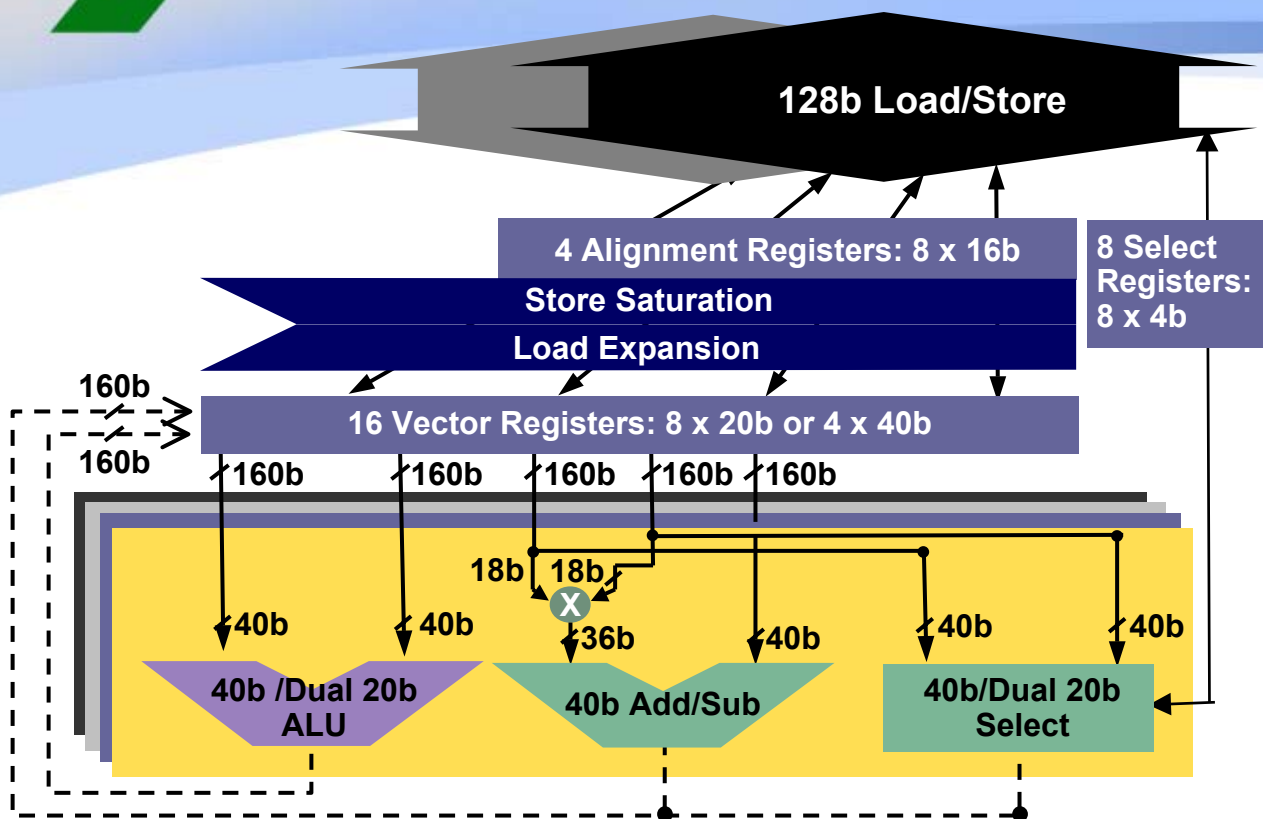 128b Load/Store
4 Alignment Registers: 8 x 16b
8 Select
Registers:
8 x 4b
Store Saturation
Load Expansion
160b
16 Vector Registers: 8 x 20b or 4 x 40b
160b
160b
160b
160b
160b
160b
18b
18b
X
40b
40b
36b
40b
40b
40b
40b /Dual 20b
ALU
40b Add/Sub
40b/Dual 20b
Select